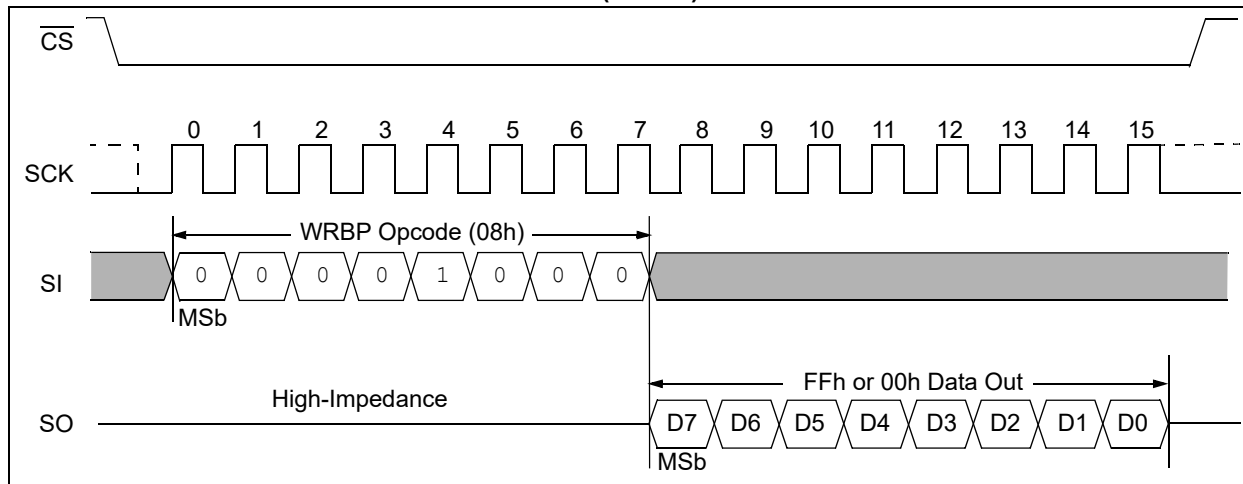 CS
0 1 2 3 4 5 6 7 8 9 10 11 12 13 14 15
SCK
WRBP Opcode (08h)
SI 0 0 0 0 1 0 0 0
MSb
FFh or 00h Data Out
High-Impedance
SO D7 D6 D5 D4 D3 D2 D1 D0
MSb